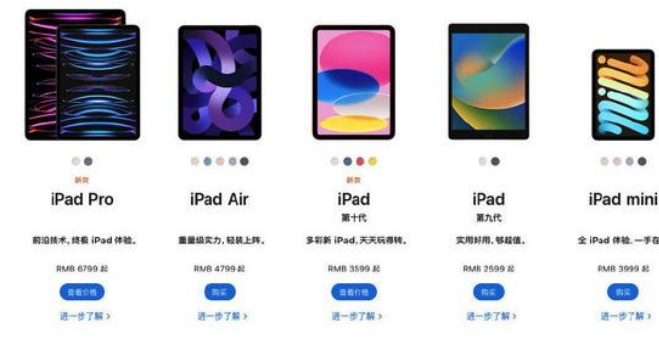 新款
新款
iPad Pro
iPad Air
iPad
iPad
iPad mini
第十代
第九代
前沿技术，终极 iPad 体验。
重量级实力，轻装上阵。
多彩新 iPad，天天玩得转。
实用好用，够超值。
全 iPad 体验，一手在
RMB 6799 起
RMB 4799 起
RMB 3599 起
RMB 2599 起
RMB 3999 起
查看价格
购买
查看价格
购买
购买
进一步了解 >
进一步了解 >
进一步了解 >
进一步了解 >
进一步了解 >